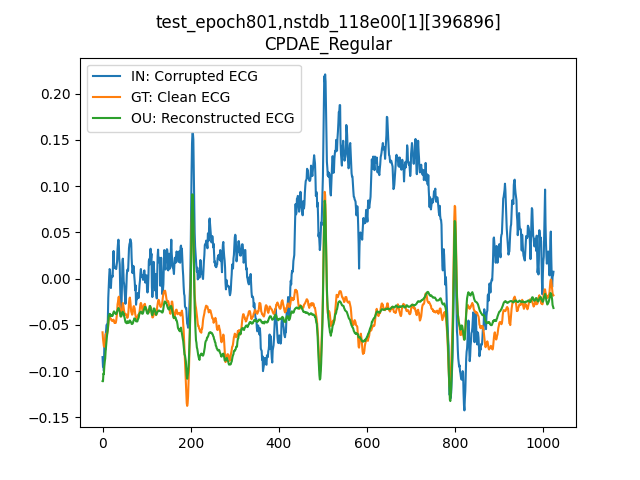 test_epoch801,nstdb_118e00[1][396896]
CPDAE_Regular
IN: Corrupted ECG
GT: Clean ECG
OU: Reconstructed ECG
0.20
0.15
0.10
0.05
0.00
−0.05
−0.10
−0.15
0 200 400 600 800 1000